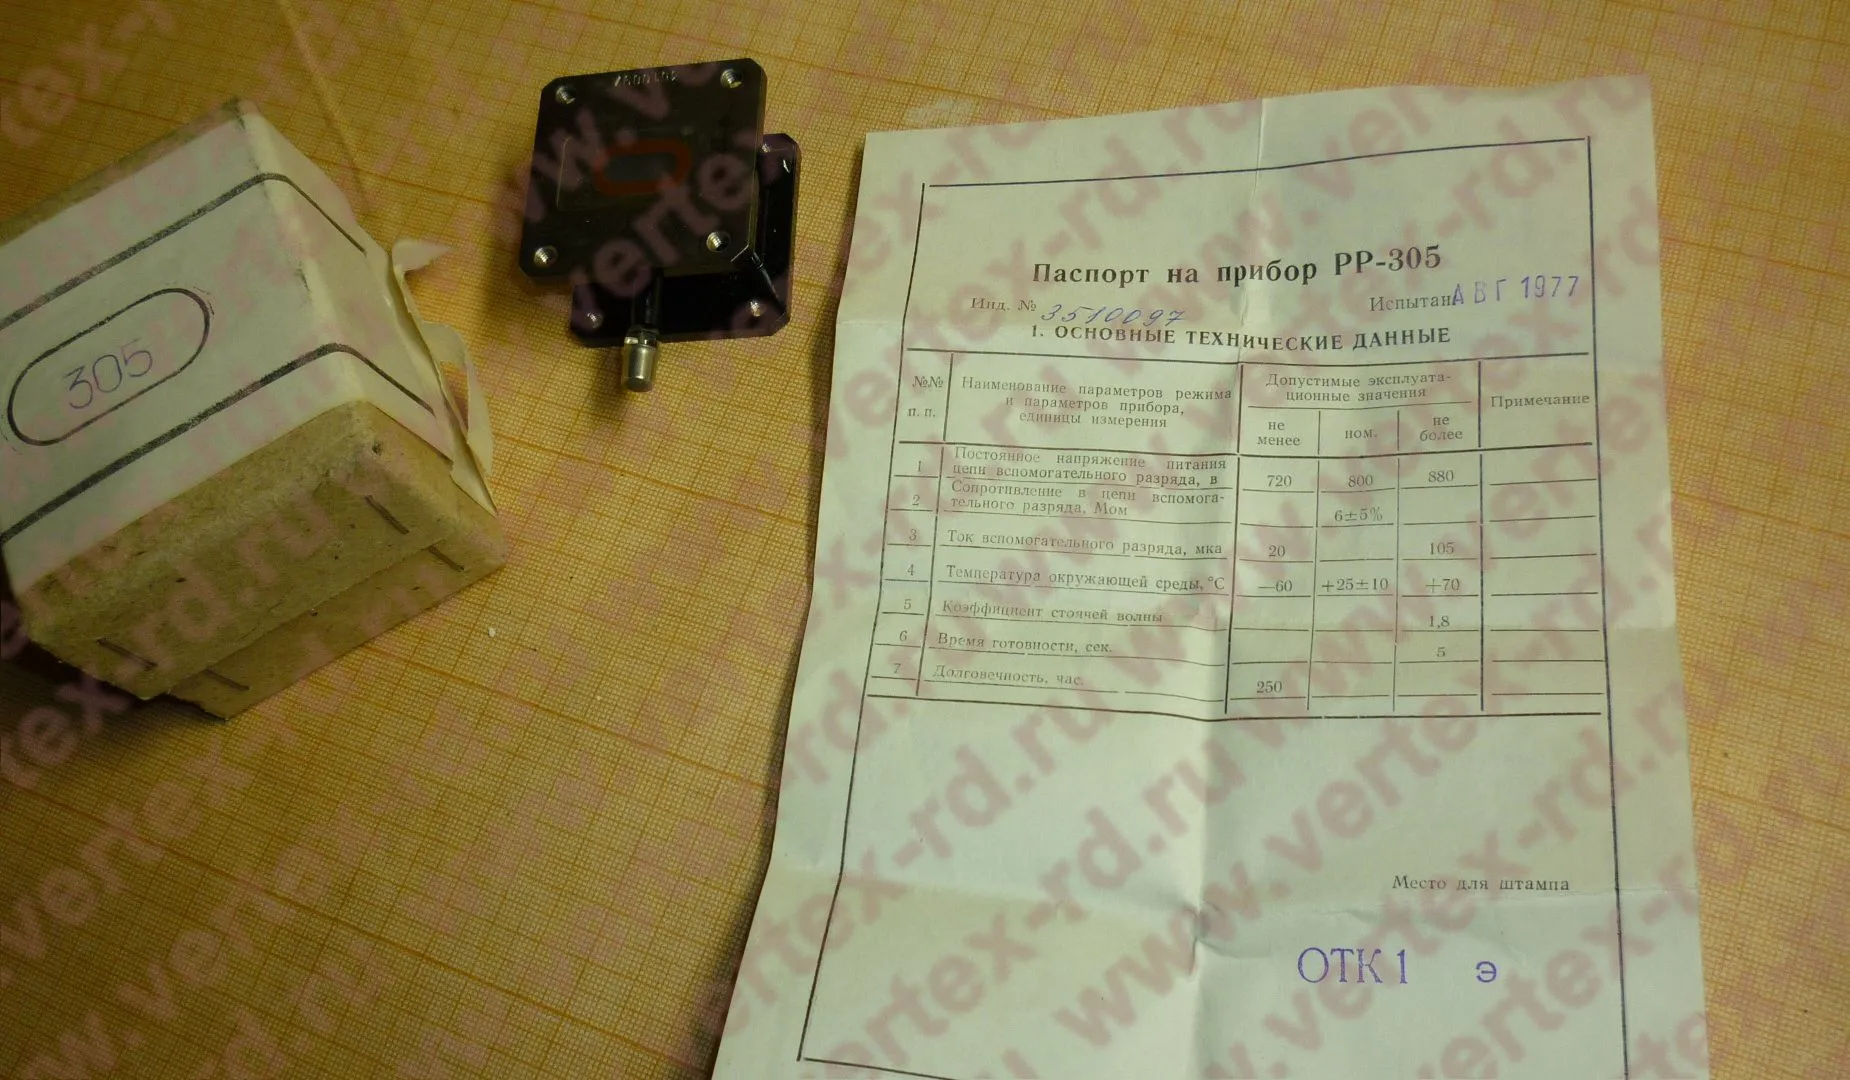 305
Паспорт на прибор РР-305
Инд. № 3510097
Испытан АВГ 1977
1. ОСНОВНЫЕ ТЕХНИЧЕСКИЕ ДАННЫЕ
№№ п. п.
Наименование параметров режима
и параметров прибора,
единицы измерения
Допустимые эксплуата-
ционные значения
не менее
ном.
не более
Примечание
1 Постоянное напряжение питания
цепи вспомогательного разряда, в 720 800 880
2 Сопротивление в цепи вспомога-
тельного разряда, Мом 6±5%
3 Ток вспомогательного разряда, мка 20 105
4 Температура окружающей среды, °С —60 +25±10 +70
5 Коэффициент стоячей волны 1,8
6 Время готовности, сек. 5
7 Долговечность, час. 250
Место для штампа
ОТК 1 э
www.vertex-rd.ru